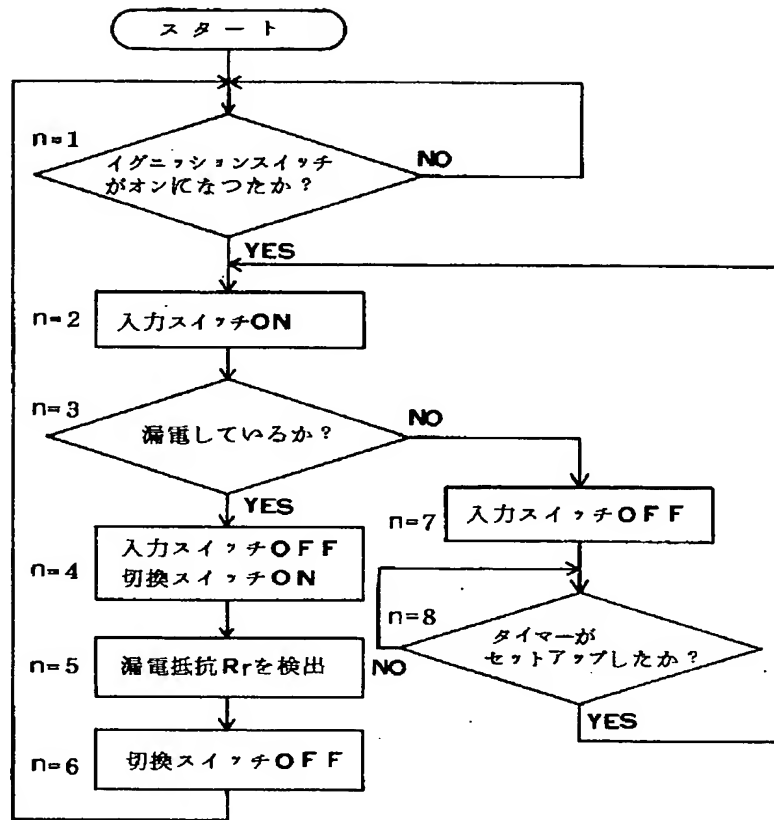 スタート
n=1
イグニッションスイッチ
がオンになつたか?
NO
YES
n=2
入力スイッチON
n=3
漏電しているか?
NO
YES
n=4
入力スイッチOFF
切換スイッチON
n=5
漏電抵抗Rrを検出
n=6
切換スイッチOFF
n=7
入力スイッチOFF
n=8
タイマーが
セットアップしたか?
NO
YES